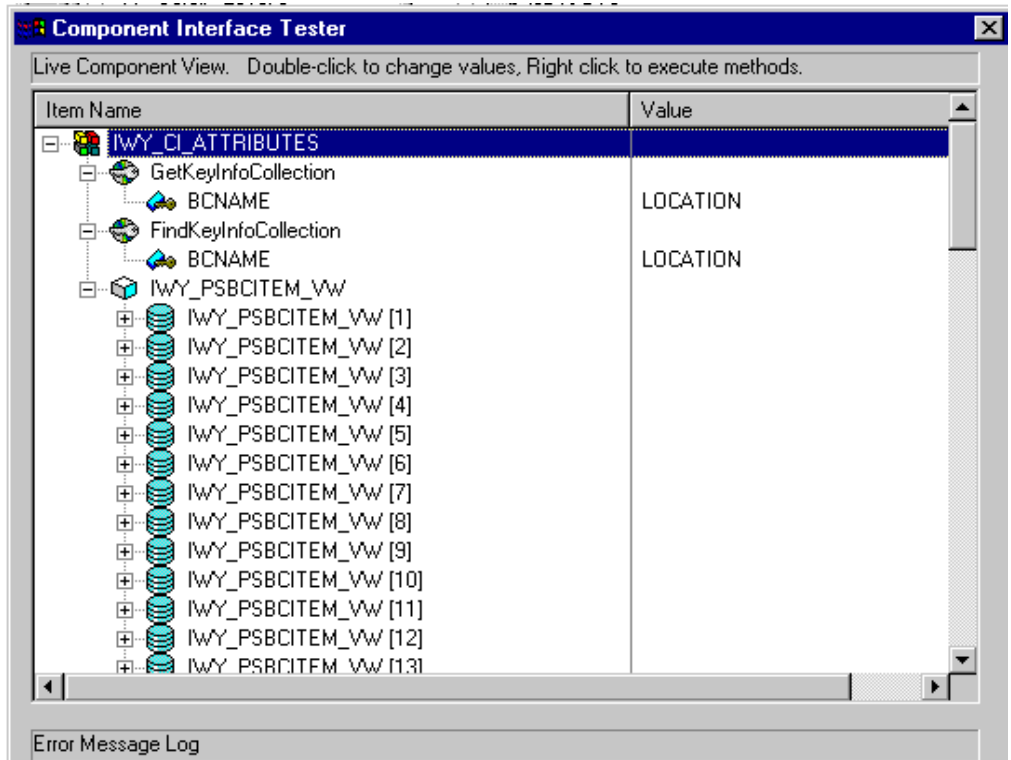 Component Interface Tester
Live Component View. Double-click to change values, Right click to execute methods.
Item Name Value
IWY_CI_ATTRIBUTES
GetKeyInfoCollection
BCNAME LOCATION
FindKeyInfoCollection
BCNAME LOCATION
IWY_PSBCITEM_VW
IWY_PSBCITEM_VW [1]
IWY_PSBCITEM_VW [2]
IWY_PSBCITEM_VW [3]
IWY_PSBCITEM_VW [4]
IWY_PSBCITEM_VW [5]
IWY_PSBCITEM_VW [6]
IWY_PSBCITEM_VW [7]
IWY_PSBCITEM_VW [8]
IWY_PSBCITEM_VW [9]
IWY_PSBCITEM_VW [10]
IWY_PSBCITEM_VW [11]
IWY_PSBCITEM_VW [12]
IWY_PSBCITEM_VW [13]
Error Message Log